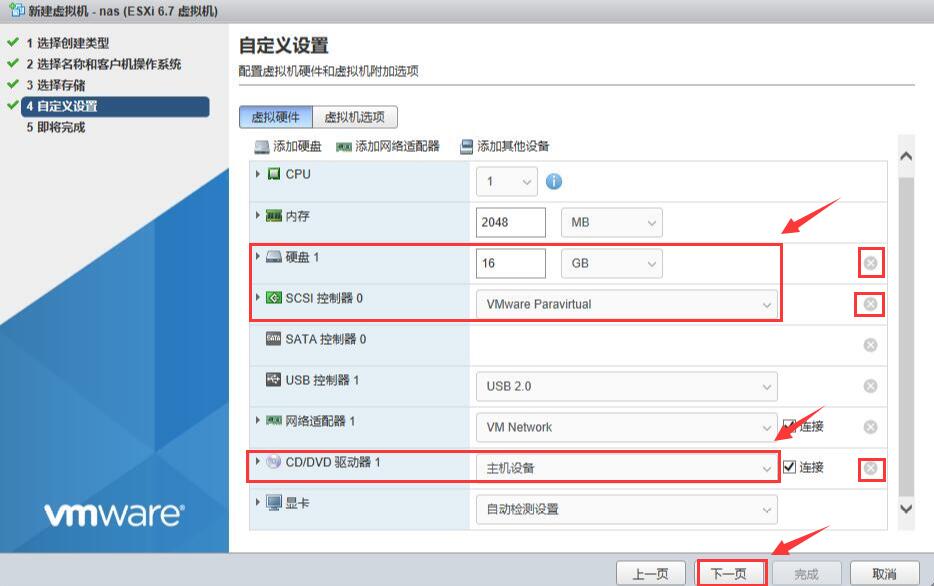 新建虚拟机 - nas (ESXi 6.7 虚拟机)
1 选择创建类型
2 选择名称和客户机操作系统
3 选择存储
4 自定义设置
5 即将完成
自定义设置
配置虚拟机硬件和虚拟机附加选项
虚拟硬件 虚拟机选项
添加硬盘 添加网络适配器 添加其他设备
CPU 1
内存 2048 MB
硬盘 1 16 GB
SCSI 控制器 0 VMware Paravirtual
SATA 控制器 0
USB 控制器 1 USB 2.0
网络适配器 1 VM Network 连接
CD/DVD 驱动器 1 主机设备 连接
显卡 自动检测设置
vmware
上一页 下一页 完成 取消